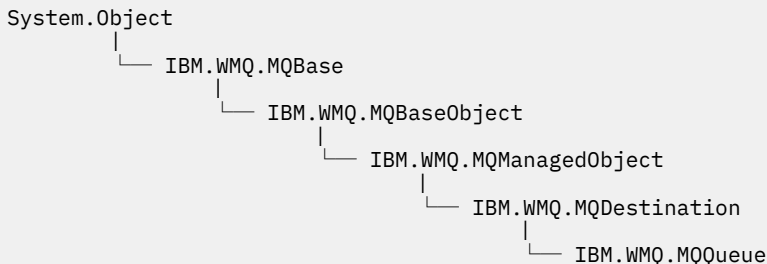 System.Object
IBM.WMQ.MQBase
IBM.WMQ.MQBaseObject
IBM.WMQ.MQManagedObject
IBM.WMQ.MQDestination
IBM.WMQ.MQQueue